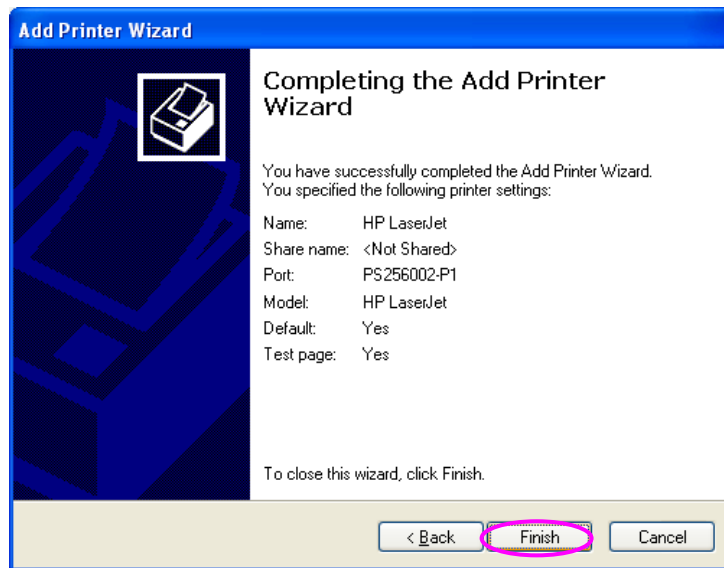 Add Printer Wizard
Completing the Add Printer
Wizard
You have successfully completed the Add Printer Wizard.
You specified the following printer settings:
Name: HP LaserJet
Share name: <Not Shared>
Port: PS256002-P1
Model: HP LaserJet
Default: Yes
Test page: Yes
To close this wizard, click Finish.
< Back Finish Cancel